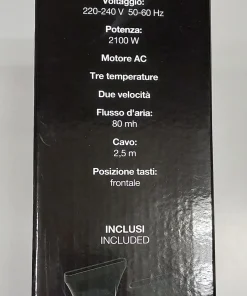 Voltaggio:
220-240 V 50-60 Hz
Potenza:
2100 W
Motore AC
Tre temperature
Due velocità
Flusso d'aria:
80 mh
Cavo:
2,5 m
Posizione tasti:
frontale
INCLUSI
INCLUDED